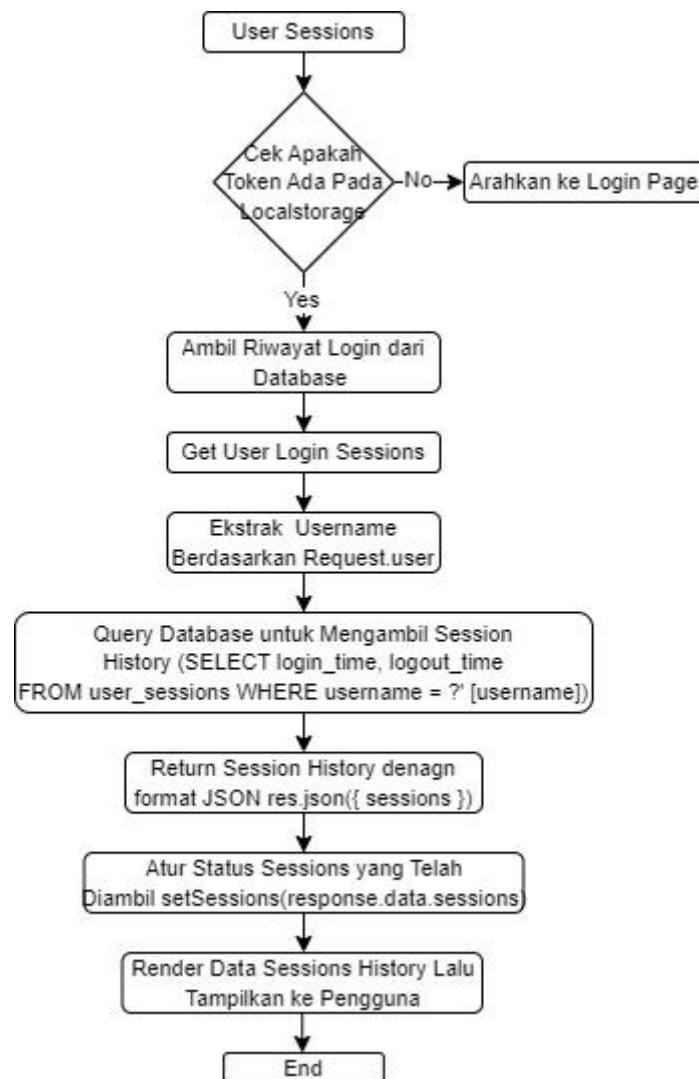 User Sessions
Cek Apakah
Token Ada Pada
Localstorage
No
Arahkan ke Login Page
Yes
Ambil Riwayat Login dari
Database
Get User Login Sessions
Ekstrak Username
Berdasarkan Request.user
Query Database untuk Mengambil Session
History (SELECT login_time, logout_time
FROM user_sessions WHERE username = ?' [username])
Return Session History denagn
format JSON res.json({ sessions })
Atur Status Sessions yang Telah
Diambil setSessions(response.data.sessions)
Render Data Sessions History Lalu
Tampilkan ke Pengguna
End